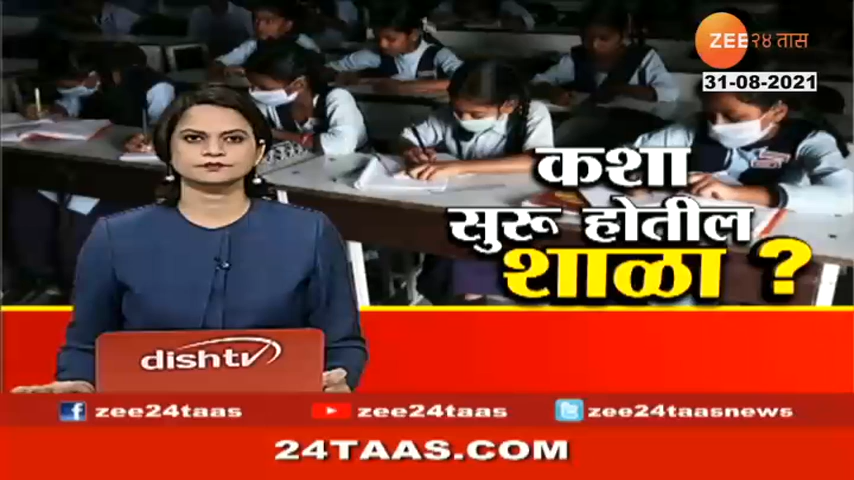 ZEE२४ तास
31-08-2021
कशा
सुरू होतील
शाळा ?
dishtv
zee24taas
zee24taas
zee24taasnews
24TAAS.COM